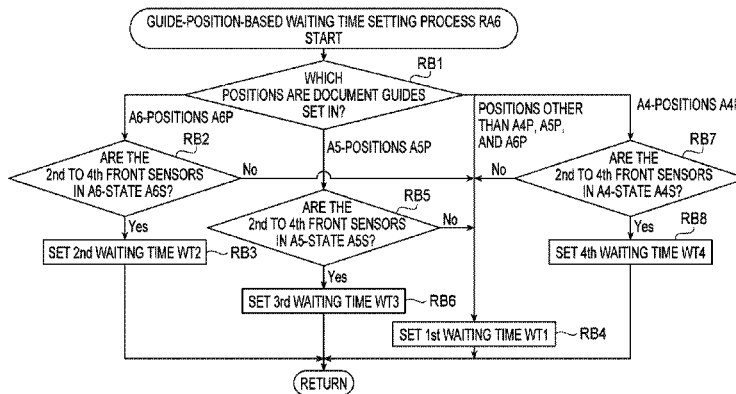 GUIDE-POSITION-BASED WAITING TIME SETTING PROCESS RA6
START
RB1
WHICH
POSITIONS ARE DOCUMENT GUIDES
SET IN?
A6-POSITIONS A6P
A5-POSITIONS A5P
POSITIONS OTHER
THAN A4P, A5P,
AND A6P
A4-POSITIONS A4P
RB2
ARE THE
2nd TO 4th FRONT SENSORS
IN A6-STATE A6S?
No
Yes
SET 2nd WAITING TIME WT2
RB3
RB5
ARE THE
2nd TO 4th FRONT SENSORS
IN A5-STATE A5S?
No
Yes
SET 3rd WAITING TIME WT3
RB6
RB7
ARE THE
2nd TO 4th FRONT SENSORS
IN A4-STATE A4S?
No
Yes
RB8
SET 4th WAITING TIME WT4
SET 1st WAITING TIME WT1
RB4
RETURN